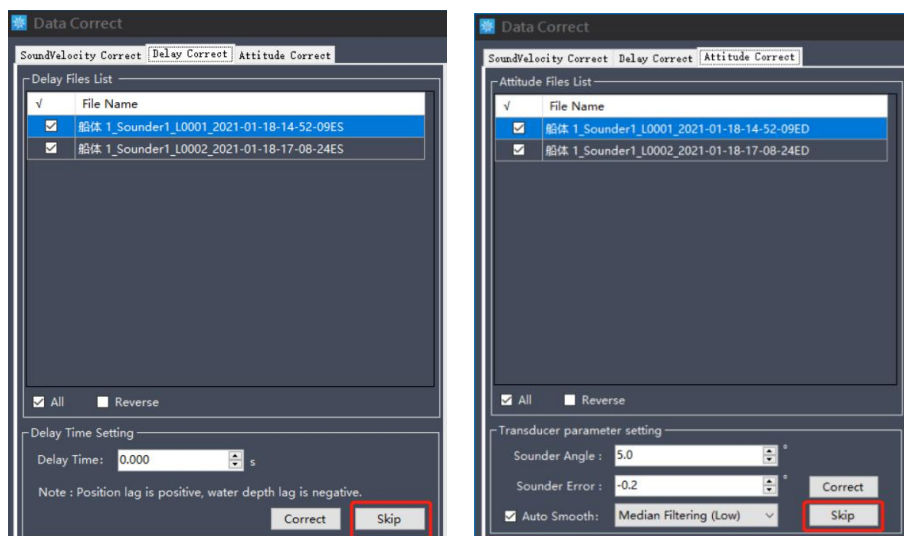 Data Correct
SoundVelocity Correct Delay Correct Attitude Correct
Delay Files List
√ File Name
船体 1_Sounder1_L0001_2021-01-18-14-52-09ES
船体 1_Sounder1_L0002_2021-01-18-17-08-24ES
All Reverse
Delay Time Setting
Delay Time: 0.000 s
Note : Position lag is positive, water depth lag is negative.
Correct Skip
Data Correct
SoundVelocity Correct Delay Correct Attitude Correct
Attitude Files List
√ File Name
船体 1_Sounder1_L0001_2021-01-18-14-52-09ED
船体 1_Sounder1_L0002_2021-01-18-17-08-24ED
All Reverse
Transducer parameter setting
Sounder Angle : 5.0 °
Sounder Error : -0.2 ° Correct
Auto Smooth: Median Filtering (Low) Skip